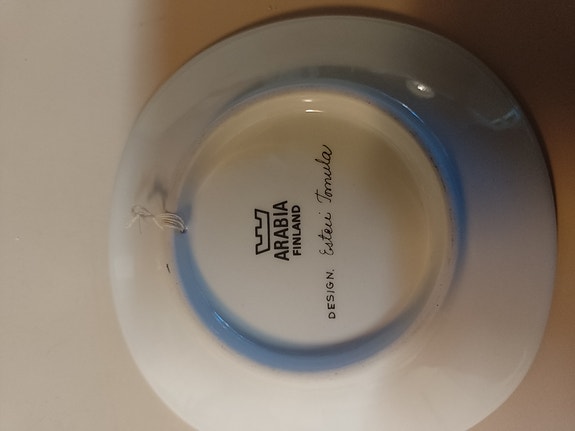 ARABIA
FINLAND
DESIGN. Esteri Tomula